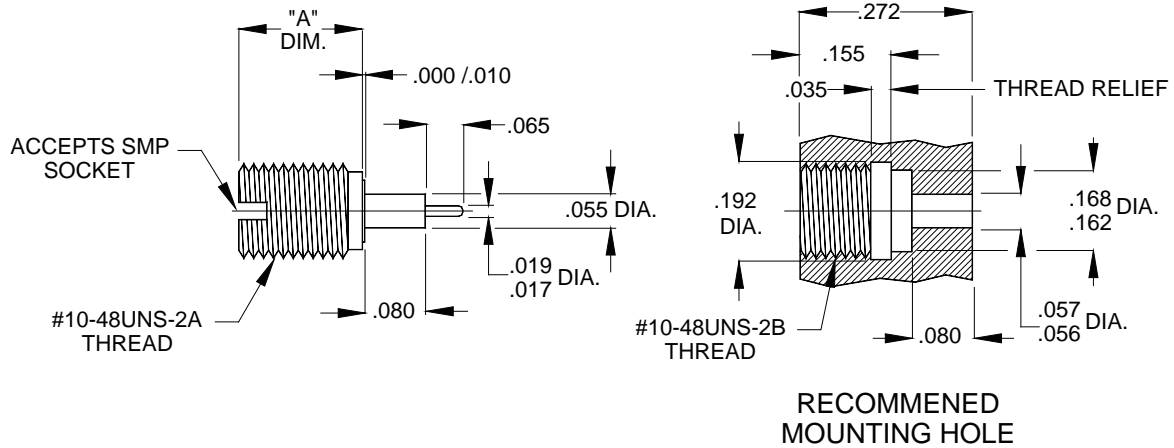 "A"
DIM.
.000 /.010
.065
ACCEPTS SMP
SOCKET
.055 DIA.
.019
.017
DIA.
.080
#10-48UNS-2A
THREAD
.272
.155
.035
THREAD RELIEF
.192
DIA.
.168
.162
DIA.
#10-48UNS-2B
THREAD
.080
.057
.056
DIA.
RECOMMENED
MOUNTING HOLE